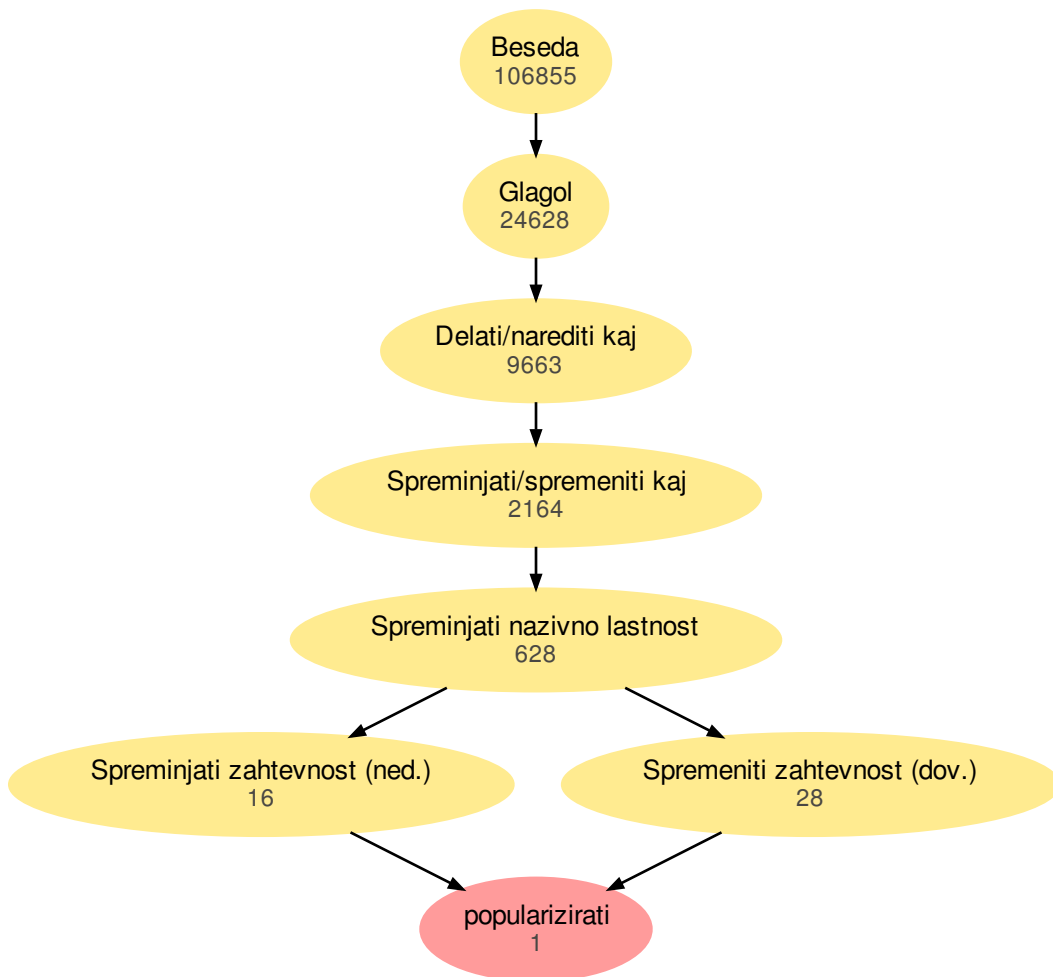 Beseda
106855
Glagol
24628
Delati/narediti kaj
9663
Spreminjati/spremeniti kaj
2164
Spreminjati nazivno lastnost
628
Spreminjati zahtevnost (ned.)
16
Spremeniti zahtevnost (dov.)
28
popularizirati
1